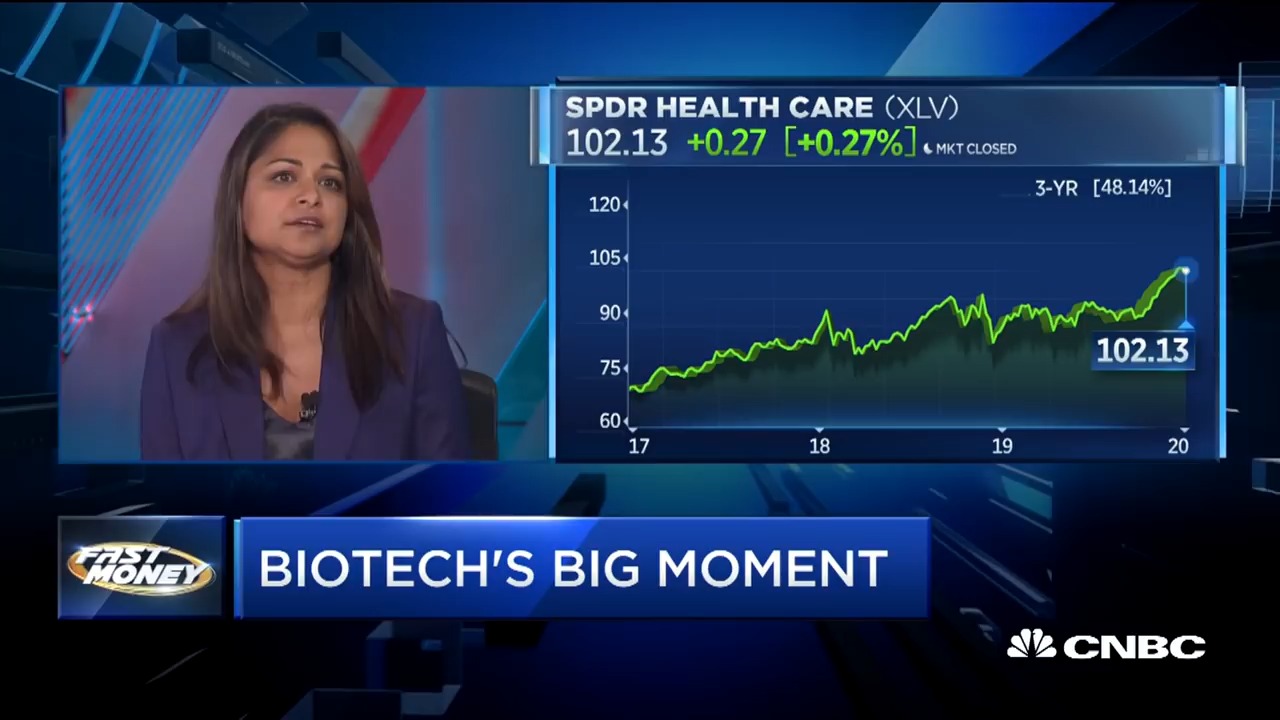 SPDR HEALTH CARE (XLV)
102.13 +0.27 [+0.27%] MKT CLOSED
3-YR [48.14%]
120
105
90
75
60
102.13
17 18 19 20
FAST MONEY
BIOTECH'S BIG MOMENT
CNBC